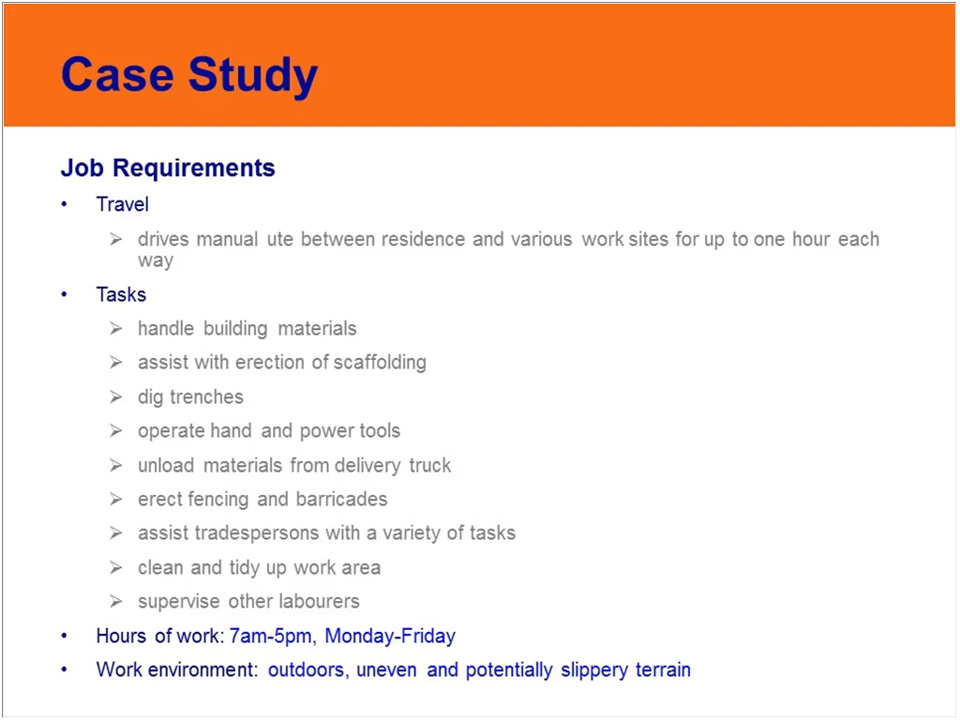 Case Study
Job Requirements
• Travel
➢ drives manual ute between residence and various work sites for up to one hour each
way
• Tasks
➢ handle building materials
➢ assist with erection of scaffolding
➢ dig trenches
➢ operate hand and power tools
➢ unload materials from delivery truck
➢ erect fencing and barricades
➢ assist tradespersons with a variety of tasks
➢ clean and tidy up work area
➢ supervise other labourers
• Hours of work: 7am-5pm, Monday-Friday
• Work environment: outdoors, uneven and potentially slippery terrain